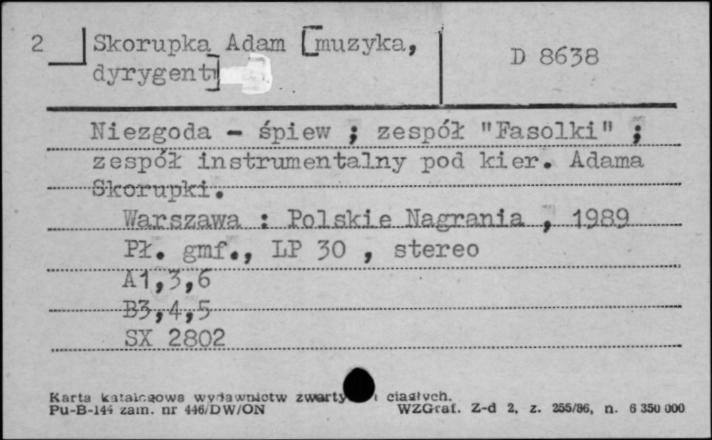 2
Skorupka Adam [muzyka,
dyrygent]
D 8638
Niezgoda - śpiew ; zespół "Fasolki" ;
zespół instrumentalny pod kier. Adama
Skorupki.
Warszawa : Polskie Nagrania , 1989
Pł. gmf., LP 30 , stereo
A1,3,6
B3,4,5
SX 2802
Karta katalogowa wydawnictw zwarty i ciągłych.
Pu-B-144 zam. nr 446/DW/ON WZGraf. Z-d 2, z. 255/86, n. 6 350 000